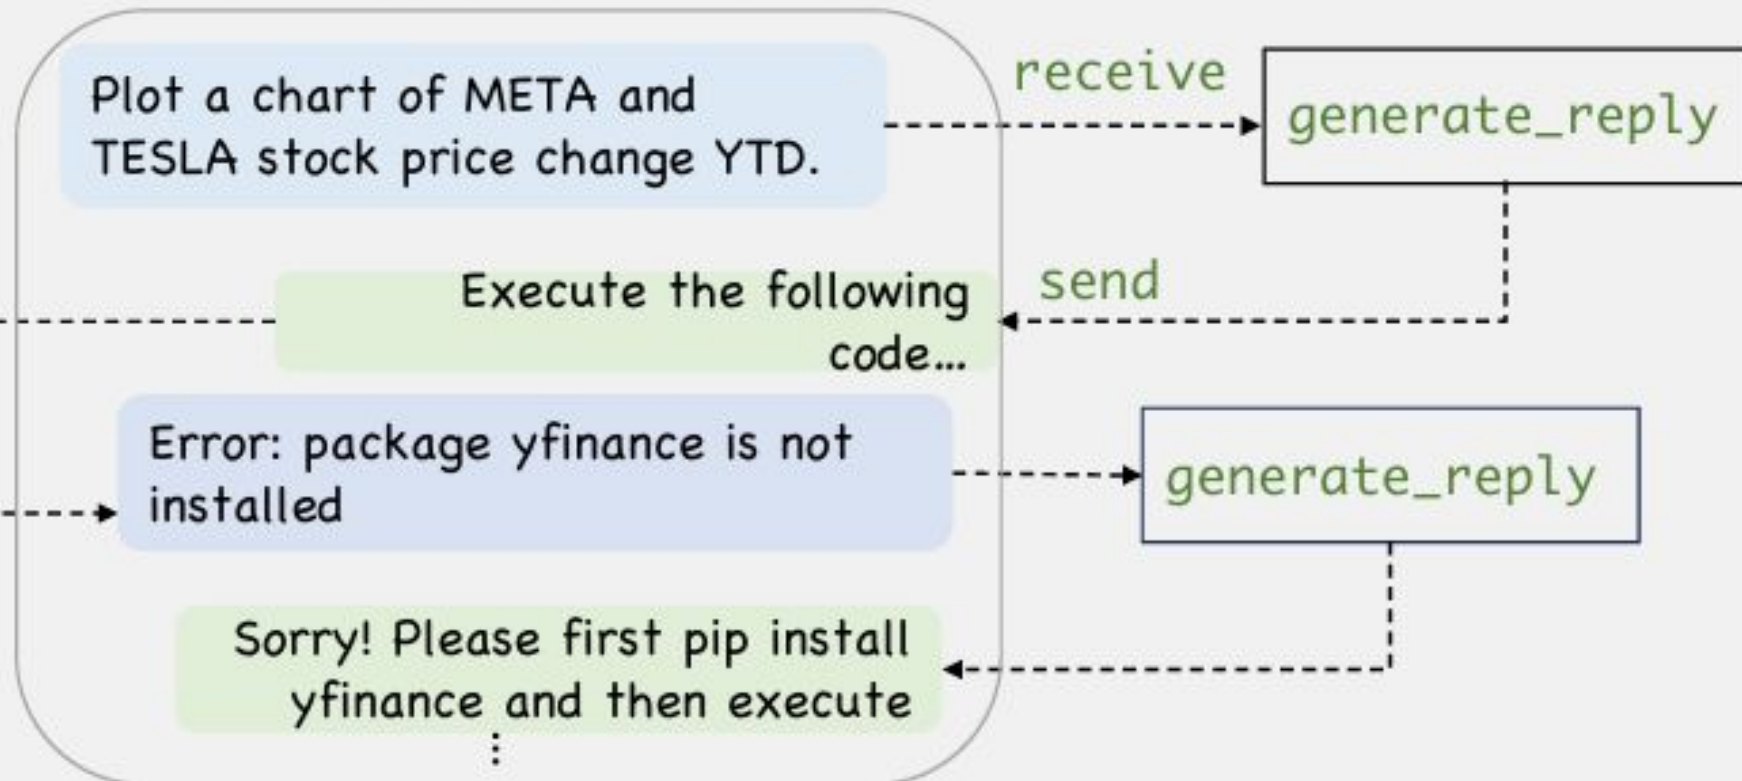 Plot a chart of META and
TESLA stock price change YTD.
receive
generate_reply
Execute the following
code...
send
Error: package yfinance is not
installed
generate_reply
Sorry! Please first pip install
yfinance and then execute
⋮